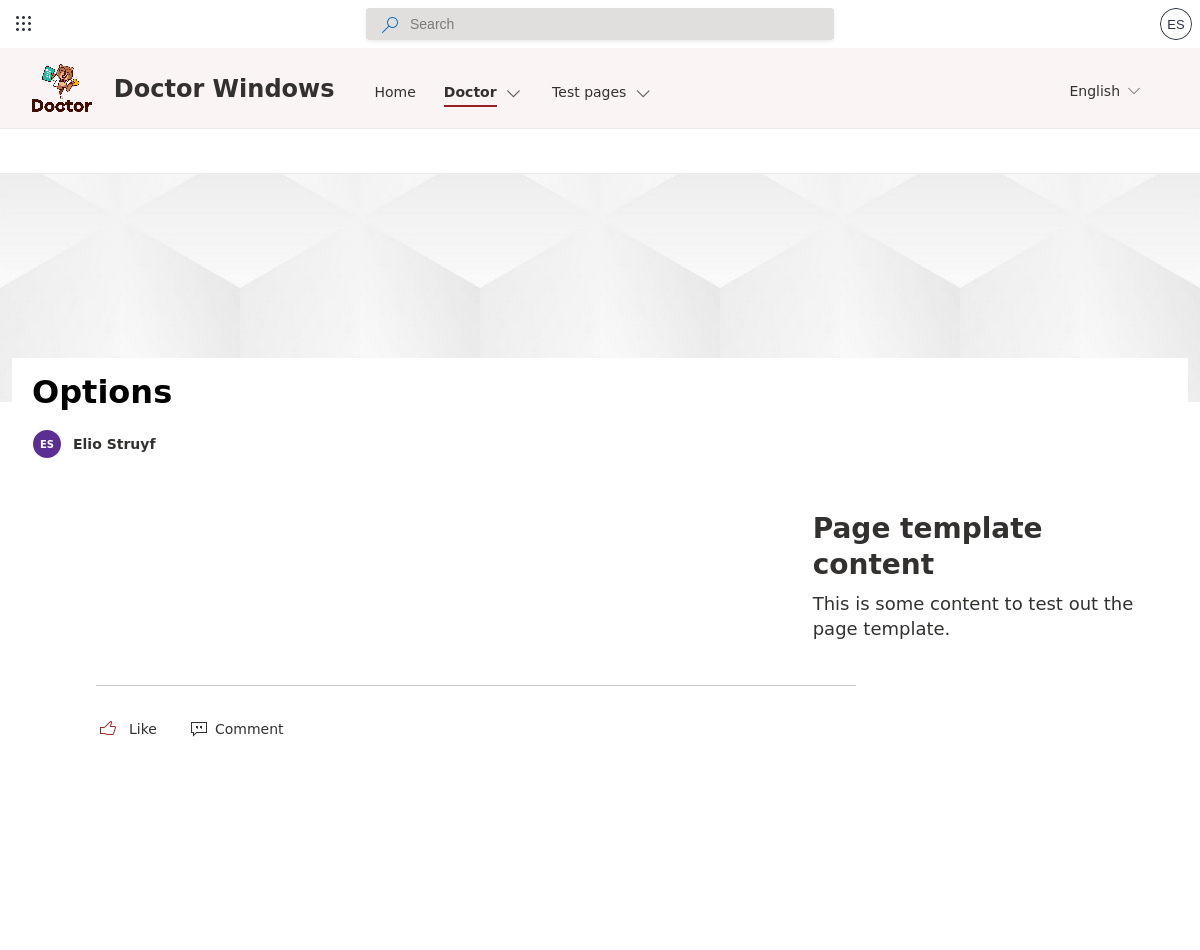 Search
ES
Doctor
Doctor Windows
Home
Doctor
Test pages
English
Options
ES
Elio Struyf
Page template
content
This is some content to test out the
page template.
Like
Comment